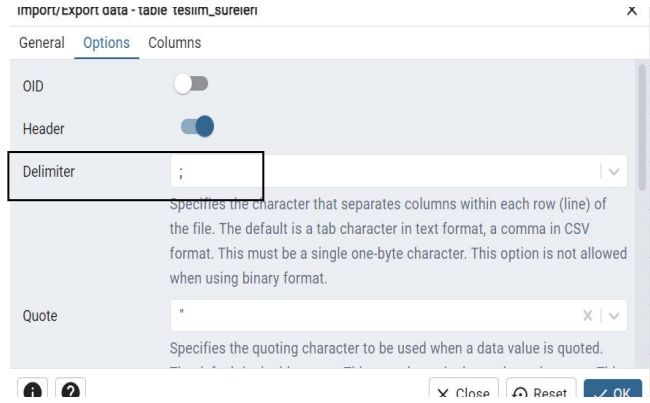 Import/Export data - table 'teslim_sureleri' X
General Options Columns
OID
Header
Delimiter ;
Specifies the character that separates columns within each row (line) of
the file. The default is a tab character in text format, a comma in CSV
format. This must be a single one-byte character. This option is not allowed
when using binary format.
Quote "
Specifies the quoting character to be used when a data value is quoted.
Close Reset OK